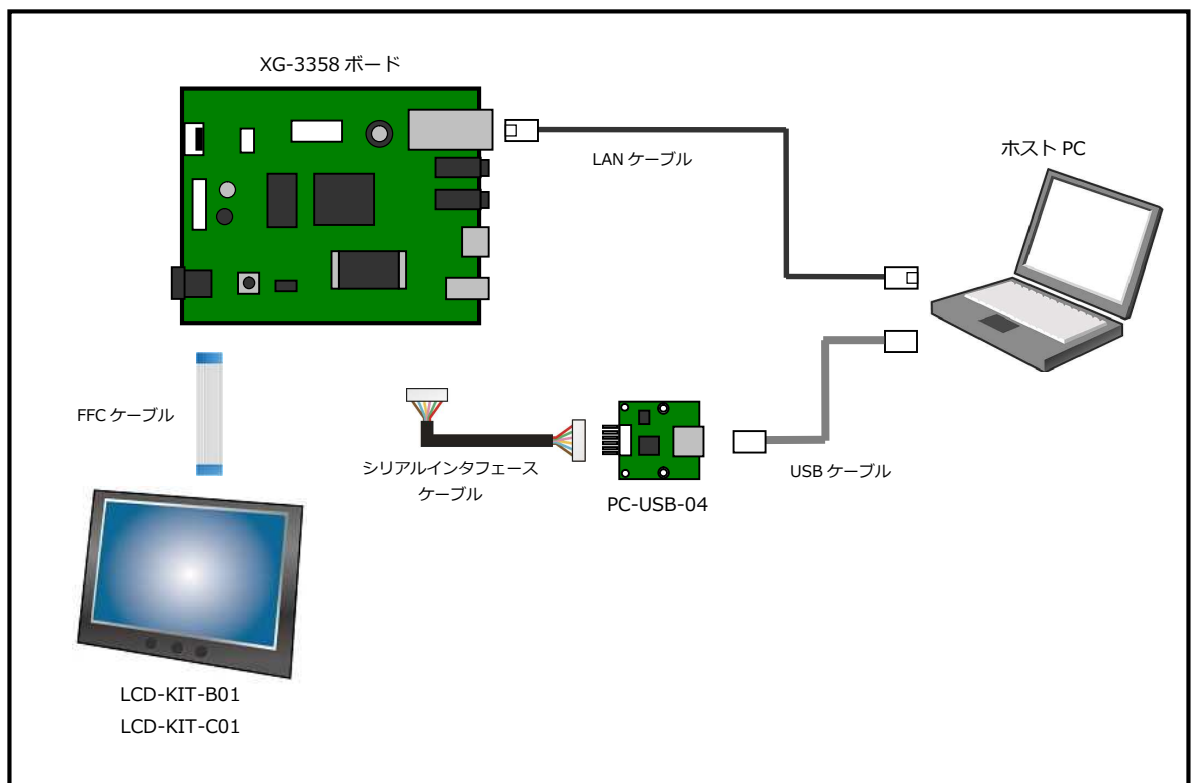 XG-3358 ボード
LAN ケーブル
ホスト PC
FFC ケーブル
シリアルインタフェース
ケーブル
PC-USB-04
USB ケーブル
LCD-KIT-B01
LCD-KIT-C01